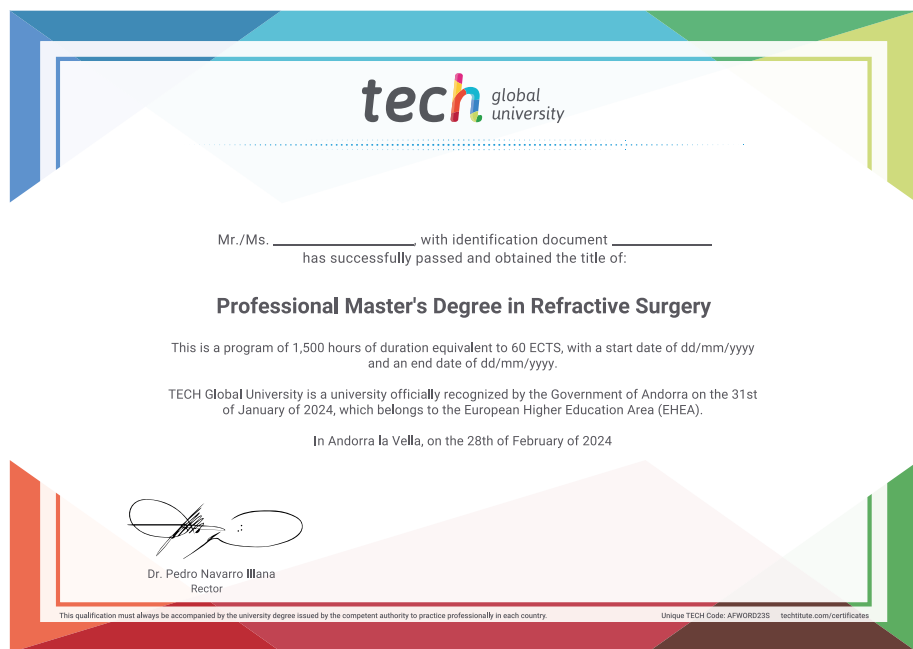 tech global university
Mr./Ms. ____________, with identification document ____________
has successfully passed and obtained the title of:
Professional Master's Degree in Refractive Surgery
This is a program of 1,500 hours of duration equivalent to 60 ECTS, with a start date of dd/mm/yyyy
and an end date of dd/mm/yyyy.
TECH Global University is a university officially recognized by the Government of Andorra on the 31st
of January of 2024, which belongs to the European Higher Education Area (EHEA).
In Andorra la Vella, on the 28th of February of 2024
Dr. Pedro Navarro Illana
Rector
This qualification must always be accompanied by the university degree issued by the competent authority to practice professionally in each country.
Unique TECH Code: AFWORD23S techtitute.com/certificates